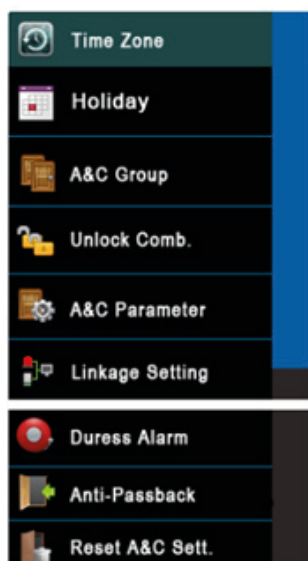 Time Zone
Holiday
A&C Group
Unlock Comb.
A&C Parameter
Linkage Setting
Duress Alarm
Anti-Passback
Reset A&C Sett.